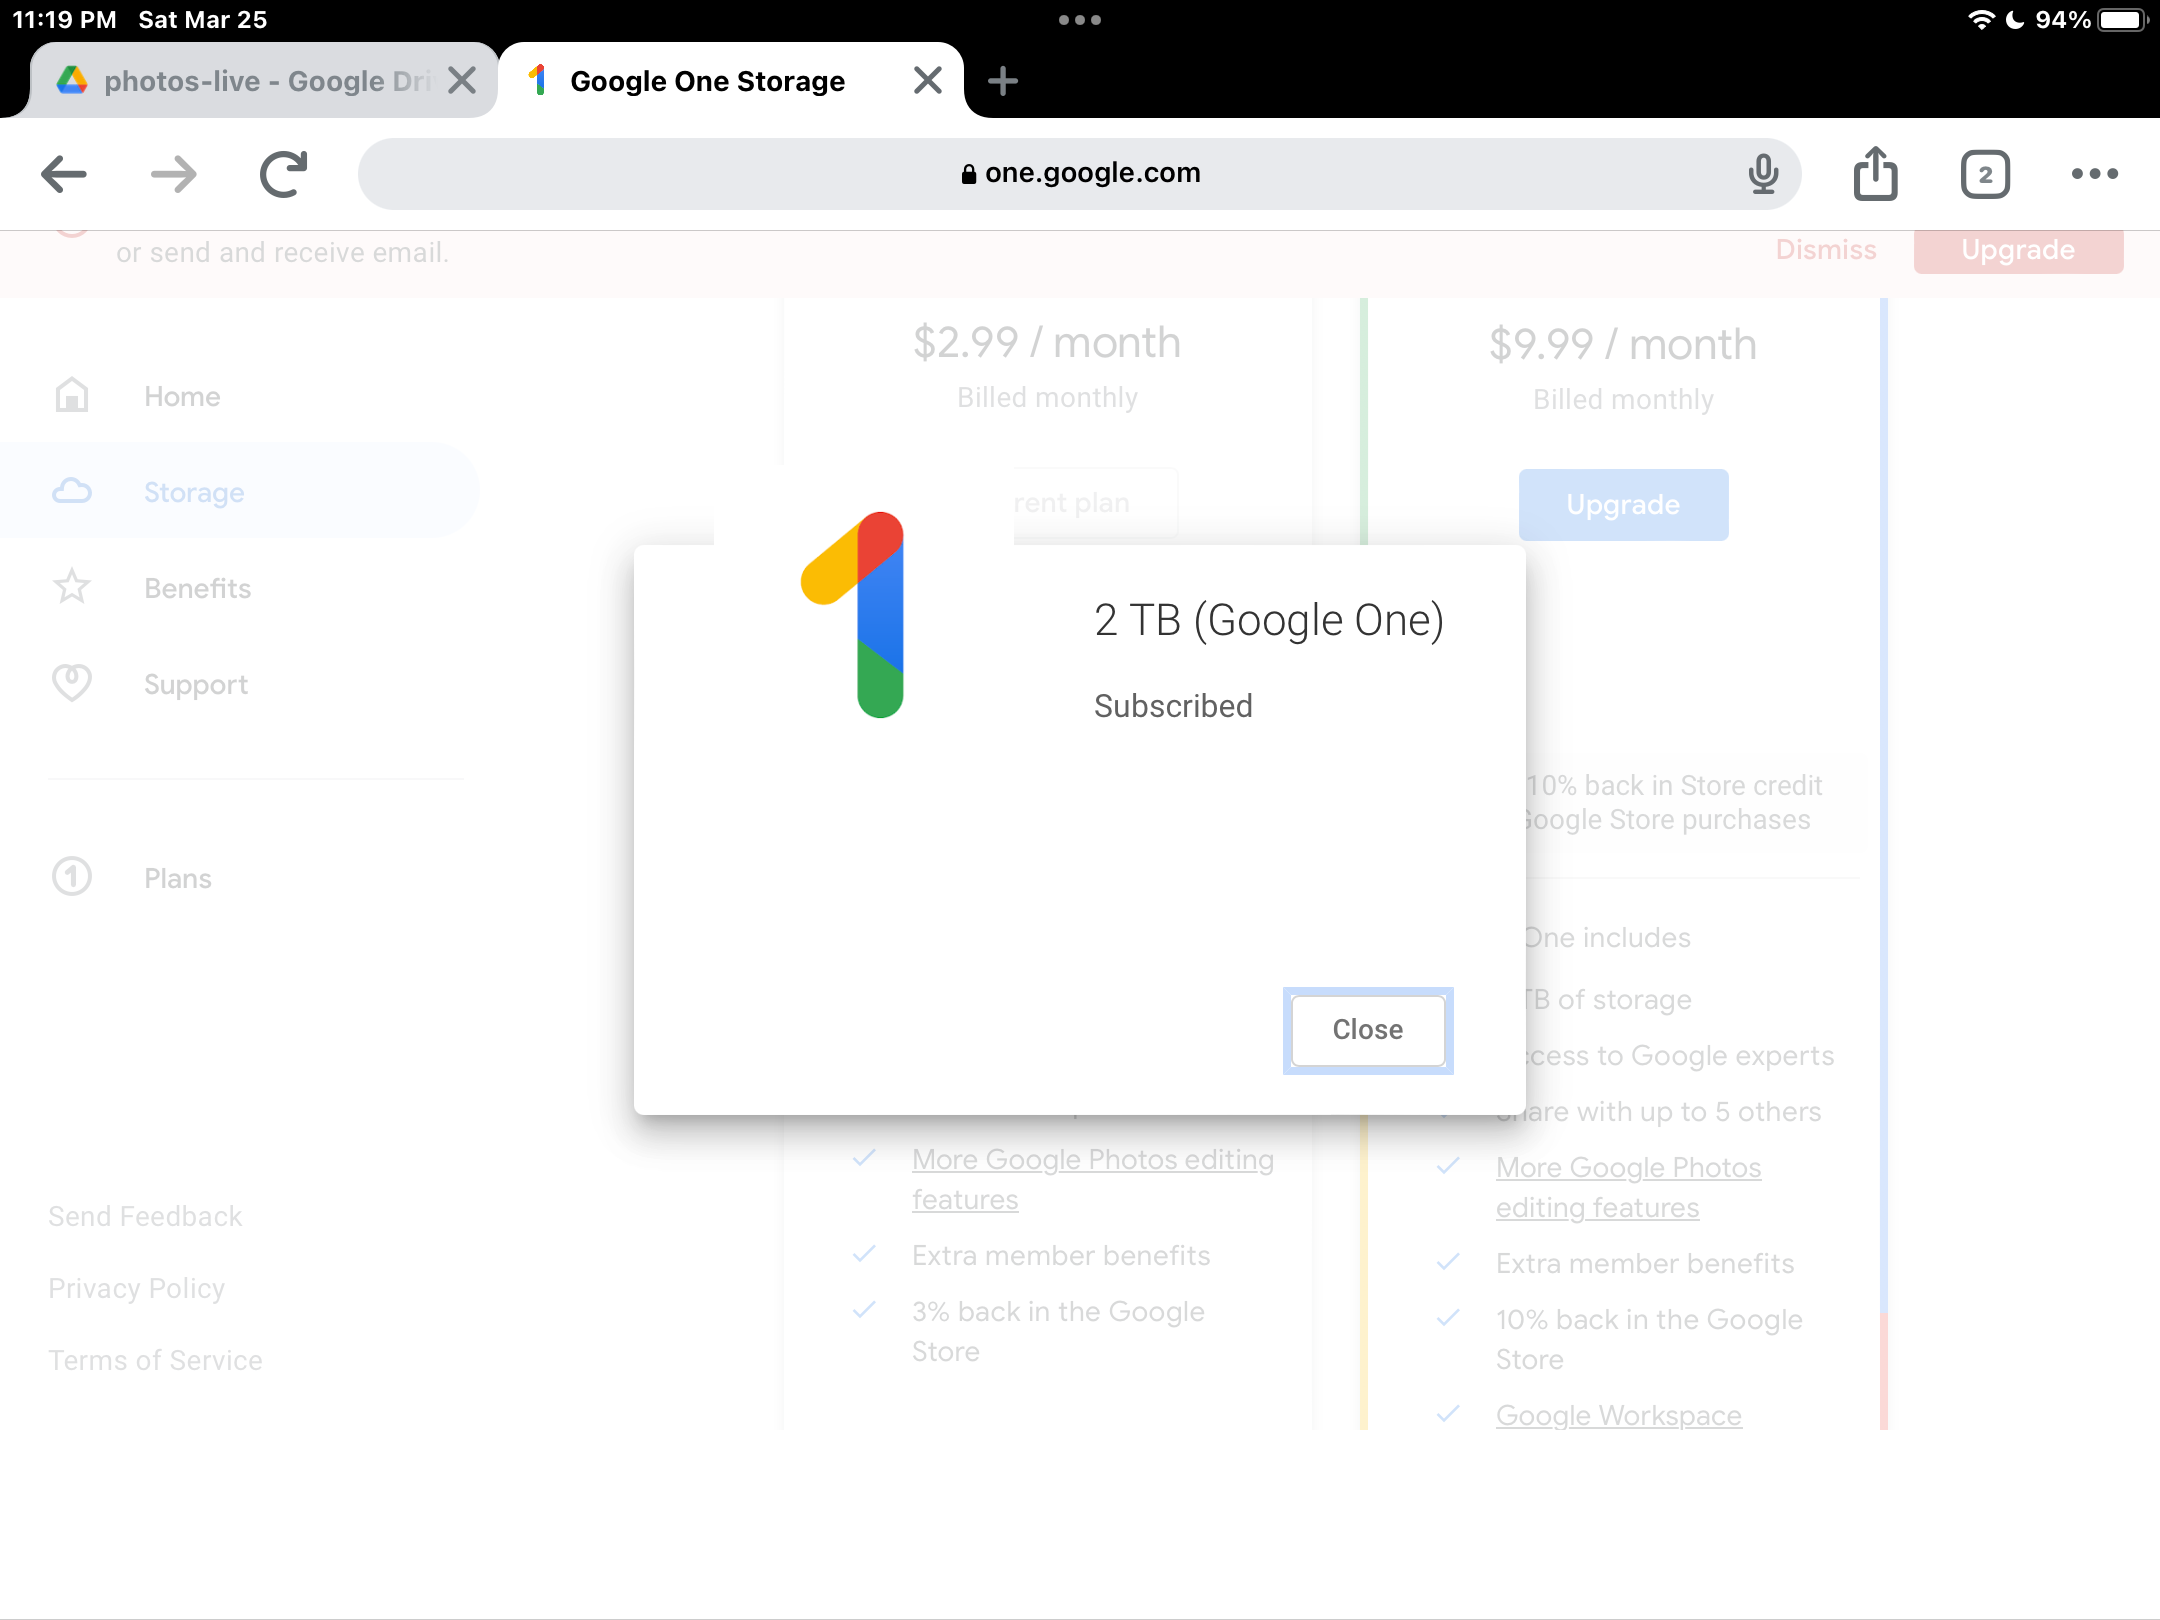 11:19 PM Sat Mar 25
94%
photos-live - Google Dri
Google One Storage
one.google.com
2
or send and receive email.
Dismiss
Upgrade
Home
Storage
Benefits
Support
Plans
Send Feedback
Privacy Policy
Terms of Service
$2.99 / month
Billed monthly
rent plan
$9.99 / month
Billed monthly
Upgrade
2 TB (Google One)
Subscribed
Close
10% back in Store credit
Google Store purchases
One includes
TB of storage
ccess to Google experts
Share with up to 5 others
More Google Photos editing
features
Extra member benefits
3% back in the Google
Store
More Google Photos
editing features
Extra member benefits
10% back in the Google
Store
Google Workspace